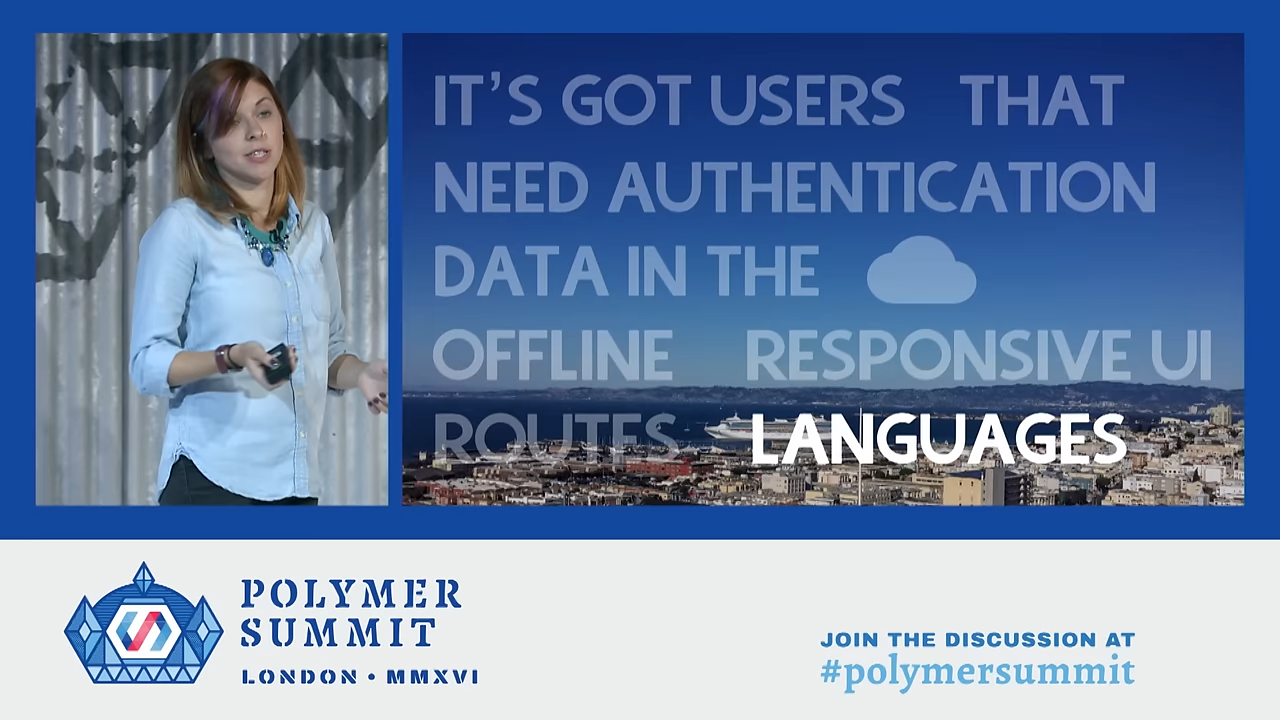 IT'S GOT USERS THAT
NEED AUTHENTICATION
DATA IN THE
OFFLINE RESPONSIVE UI
ROUTES LANGUAGES
POLYMER
SUMMIT
LONDON • MMXVI
JOIN THE DISCUSSION AT
#polymersummit